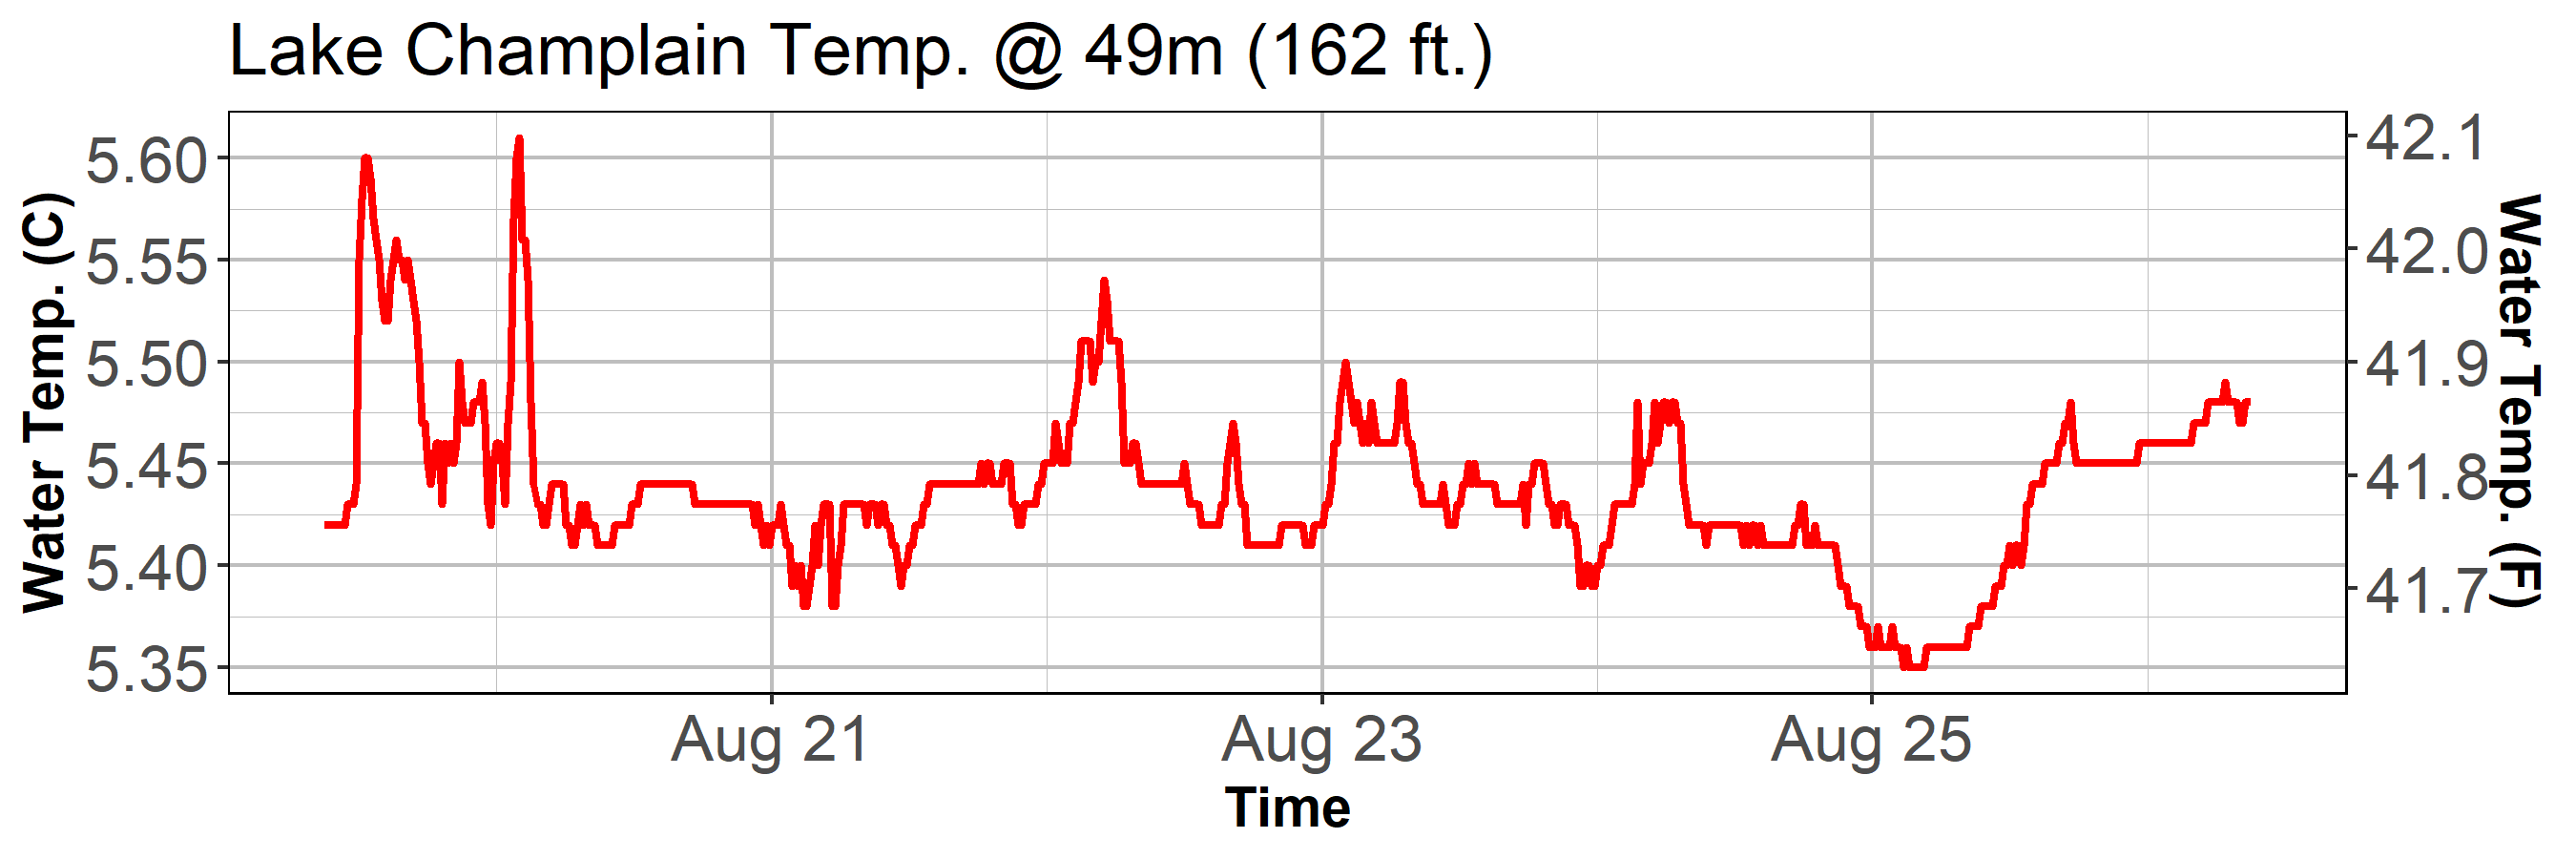 Lake Champlain Temp. @ 49m (162 ft.)
Water Temp. (C)
5.60
5.55
5.50
5.45
5.40
5.35
42.1
42.0
41.9
41.8
41.7
Water Temp. (F)
Aug 21 Aug 23 Aug 25
Time